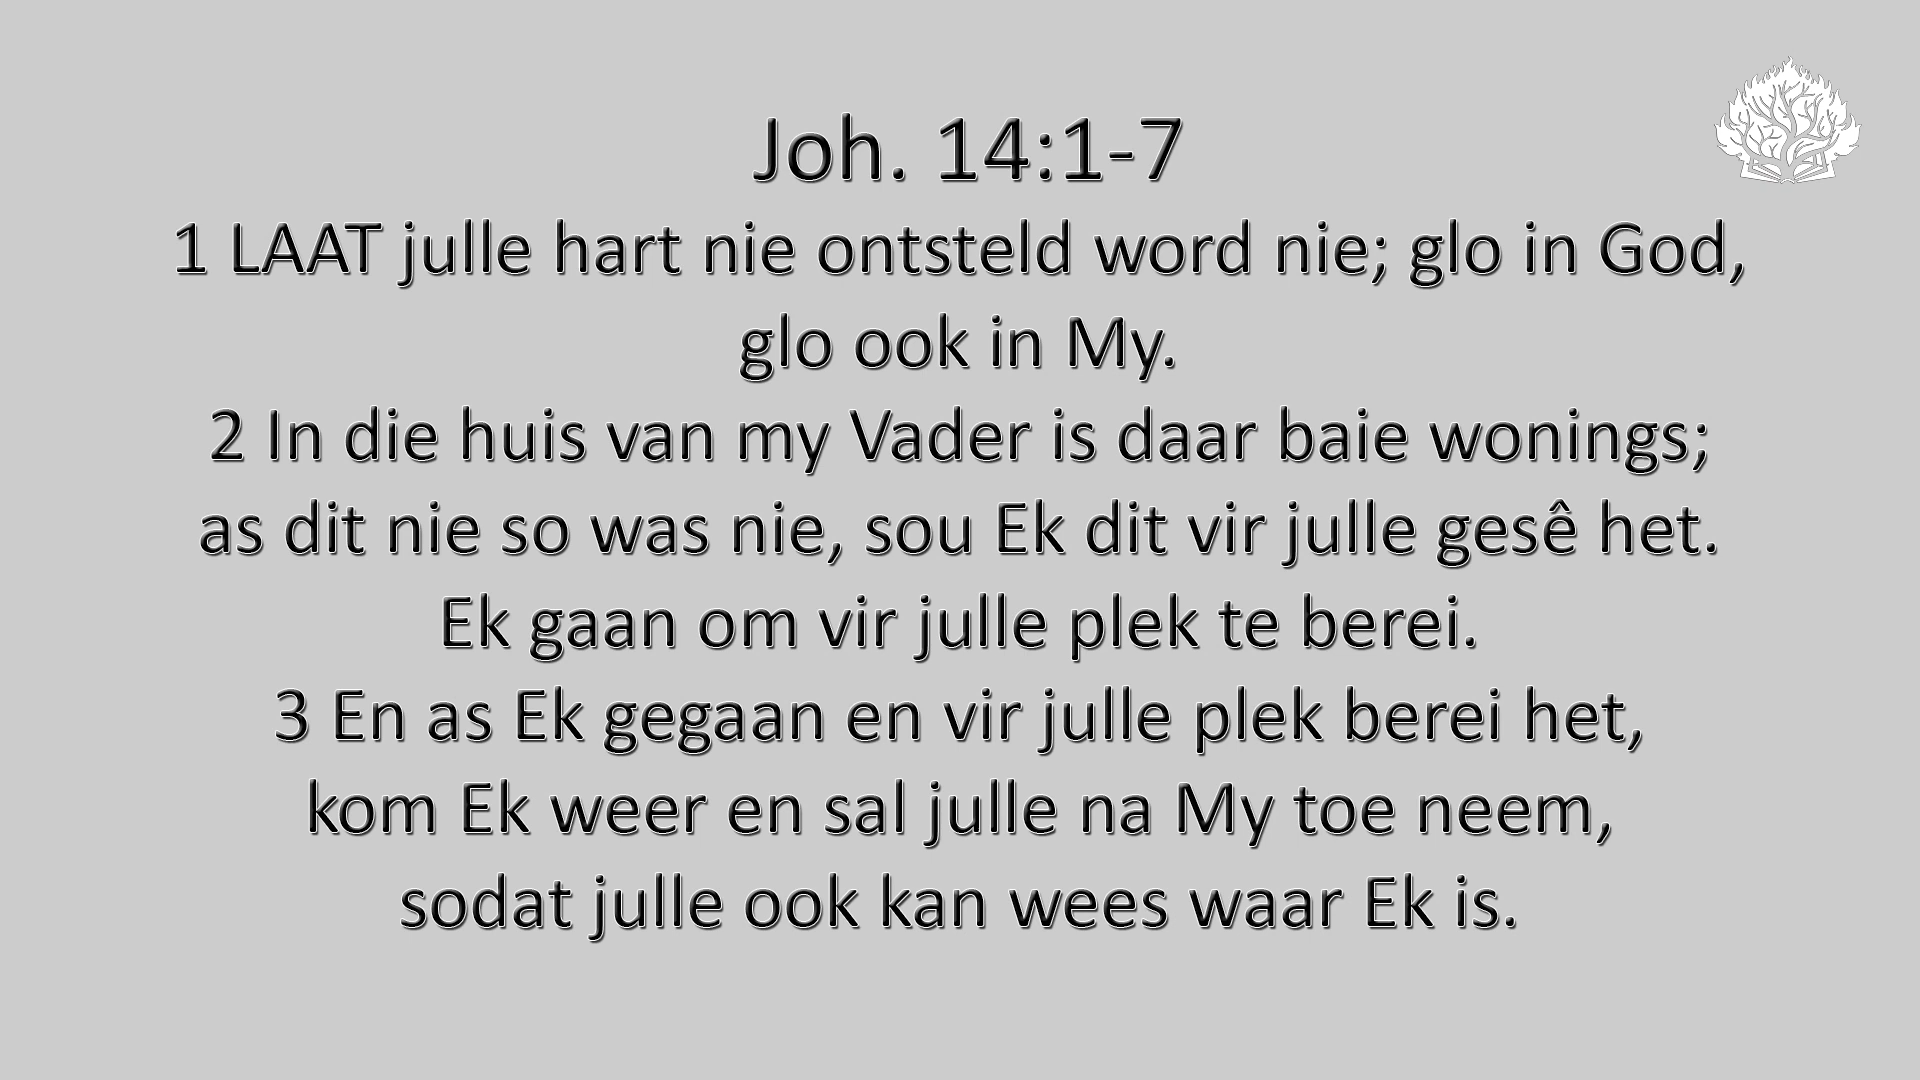 Joh. 14:1-7
1 LAAT julle hart nie ontsteld word nie; glo in God,
glo ook in My.
2 In die huis van my Vader is daar baie wonings;
as dit nie so was nie, sou Ek dit vir julle gesê het.
Ek gaan om vir julle plek te berei.
3 En as Ek gegaan en vir julle plek berei het,
kom Ek weer en sal julle na My toe neem,
sodat julle ook kan wees waar Ek is.